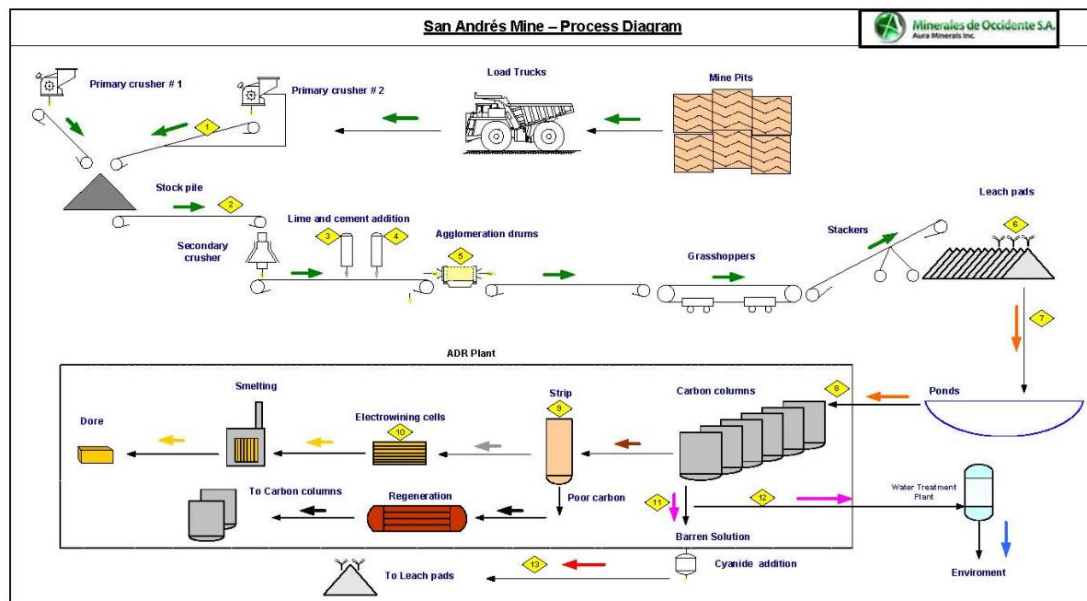 San Andrés Mine – Process Diagram
Minerales de Occidente S.A.
Aura Minerals Inc.
Primary crusher # 1
Primary crusher # 2
Load Trucks
Mine Pits
1
Stock pile
2
Lime and cement addition
3
4
Secondary
crusher
Agglomeration drums
5
Grasshoppers
Stackers
Leach pads
6
7
ADR Plant
Smelting
Strip
Carbon columns
8
Ponds
Dore
Electrowining cells
9
10
To Carbon columns
Regeneration
Poor carbon
11
12
Water Treatment
Plant
Barren Solution
To Leach pads
13
Cyanide addition
Enviroment